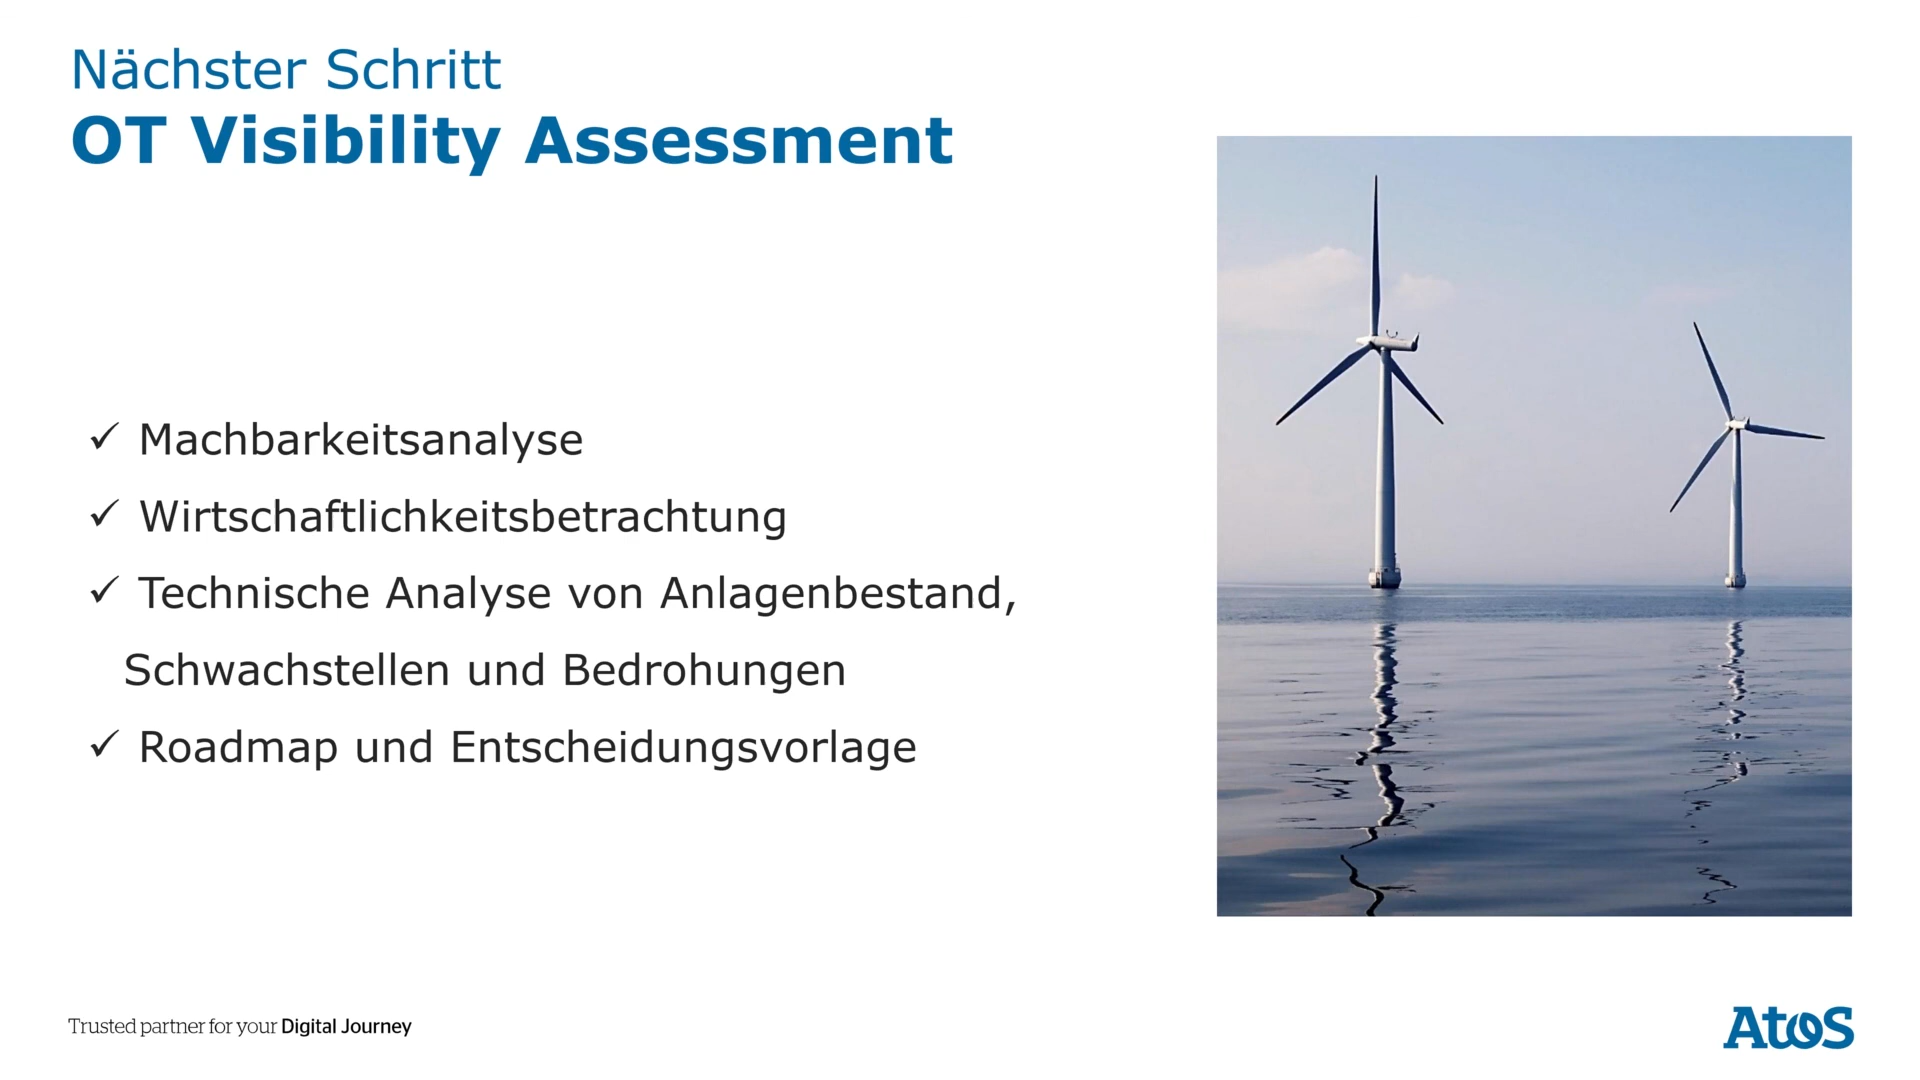 Nächster Schritt
OT Visibility Assessment
✓ Machbarkeitsanalyse
✓ Wirtschaftlichkeitsbetrachtung
✓ Technische Analyse von Anlagenbestand,
Schwachstellen und Bedrohungen
✓ Roadmap und Entscheidungsvorlage
Trusted partner for your Digital Journey
Atos